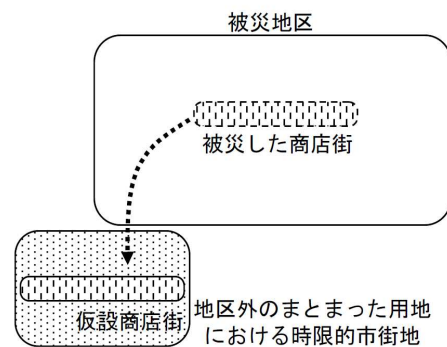 被災地区
被災した商店街
仮設商店街
地区外のまとまった用地
における時限的市街地